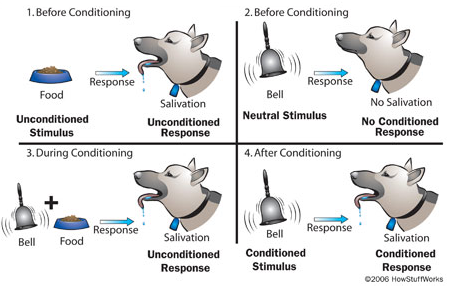 1. Before Conditioning
Food
Response
Salivation
Unconditioned
Stimulus
Unconditioned
Response
2. Before Conditioning
Bell
Response
No Salivation
Neutral Stimulus
No Conditioned
Response
3. During Conditioning
Bell
+
Food
Response
Salivation
Unconditioned
Response
4. After Conditioning
Bell
Response
Salivation
Conditioned
Stimulus
Conditioned
Response
©2006 HowStuffWorks